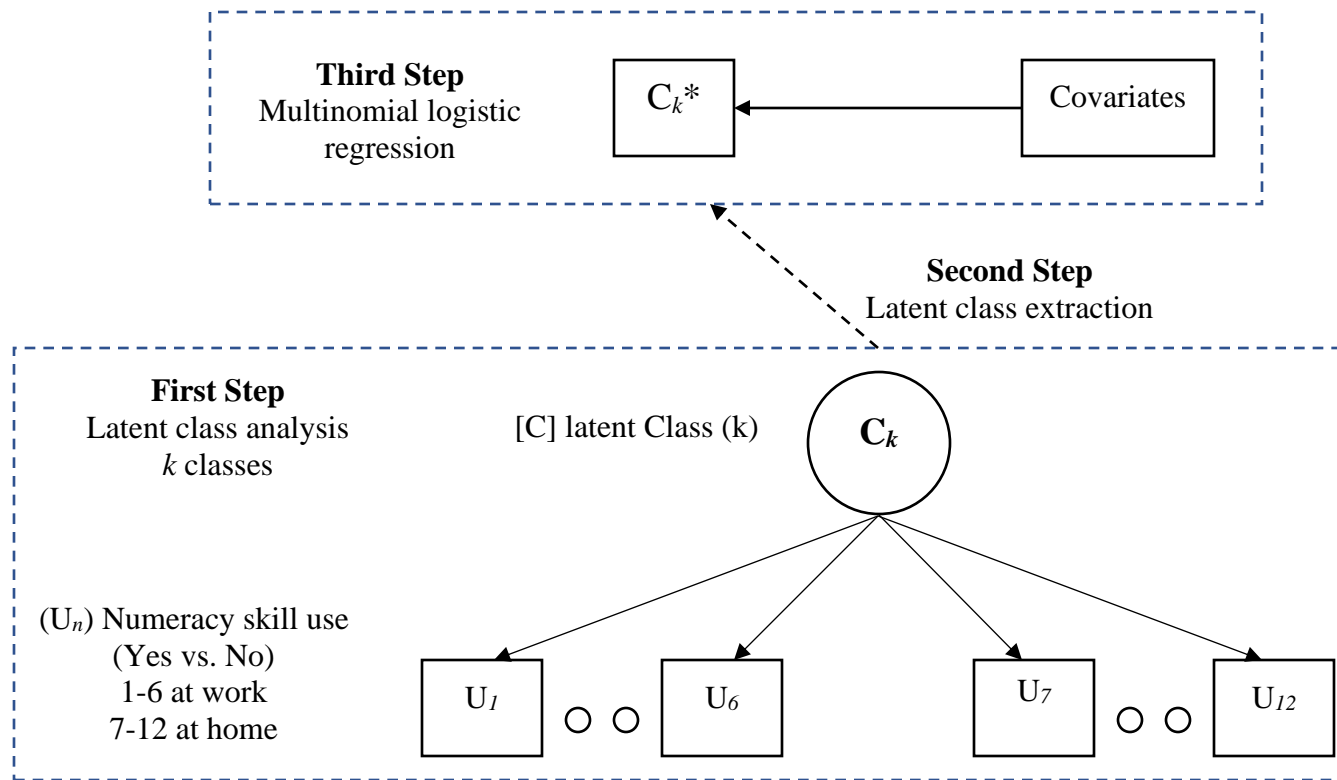 Third Step
Multinomial logistic
regression
Cₖ*
Covariates
Second Step
Latent class extraction
First Step
Latent class analysis
k classes
[C] latent Class (k)
Cₖ
(Uₙ) Numeracy skill use
(Yes vs. No)
1-6 at work
7-12 at home
U₁
U₆
U₇
U₁₂